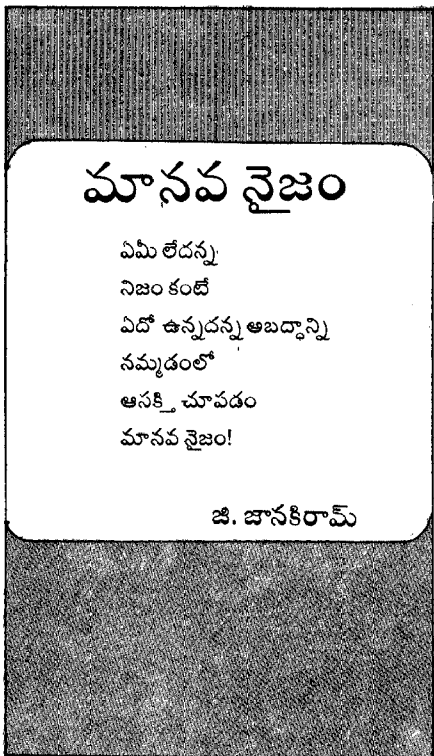 మానవ నైజం
ఏమీ లేదన్న
నిజం కంటే
ఏదో ఉన్నదన్న అబద్ధాన్ని
నమ్మడంలో
ఆసక్తి చూపడం
మానవ నైజం!
జి. జానకిరామ్